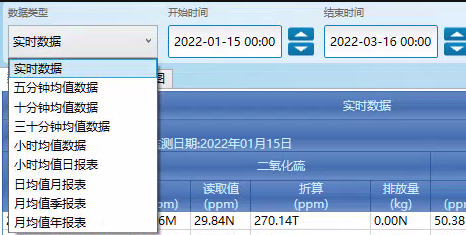 数据类型 开始时间 结束时间
实时数据 2022-01-15 00:00 2022-03-16 00:00
实时数据
五分钟均值数据 图
十分钟均值数据
三十分钟均值数据 实时数据
小时均值数据 测日期:2022年01月15日
小时均值日报表 二氧化硫
日均值月报表 读取值 折算 排放量
月均值季报表 (ppm) (ppm) (kg) (ppm
月均值年报表 6M 29.84N 270.14T 0.00N 50.38